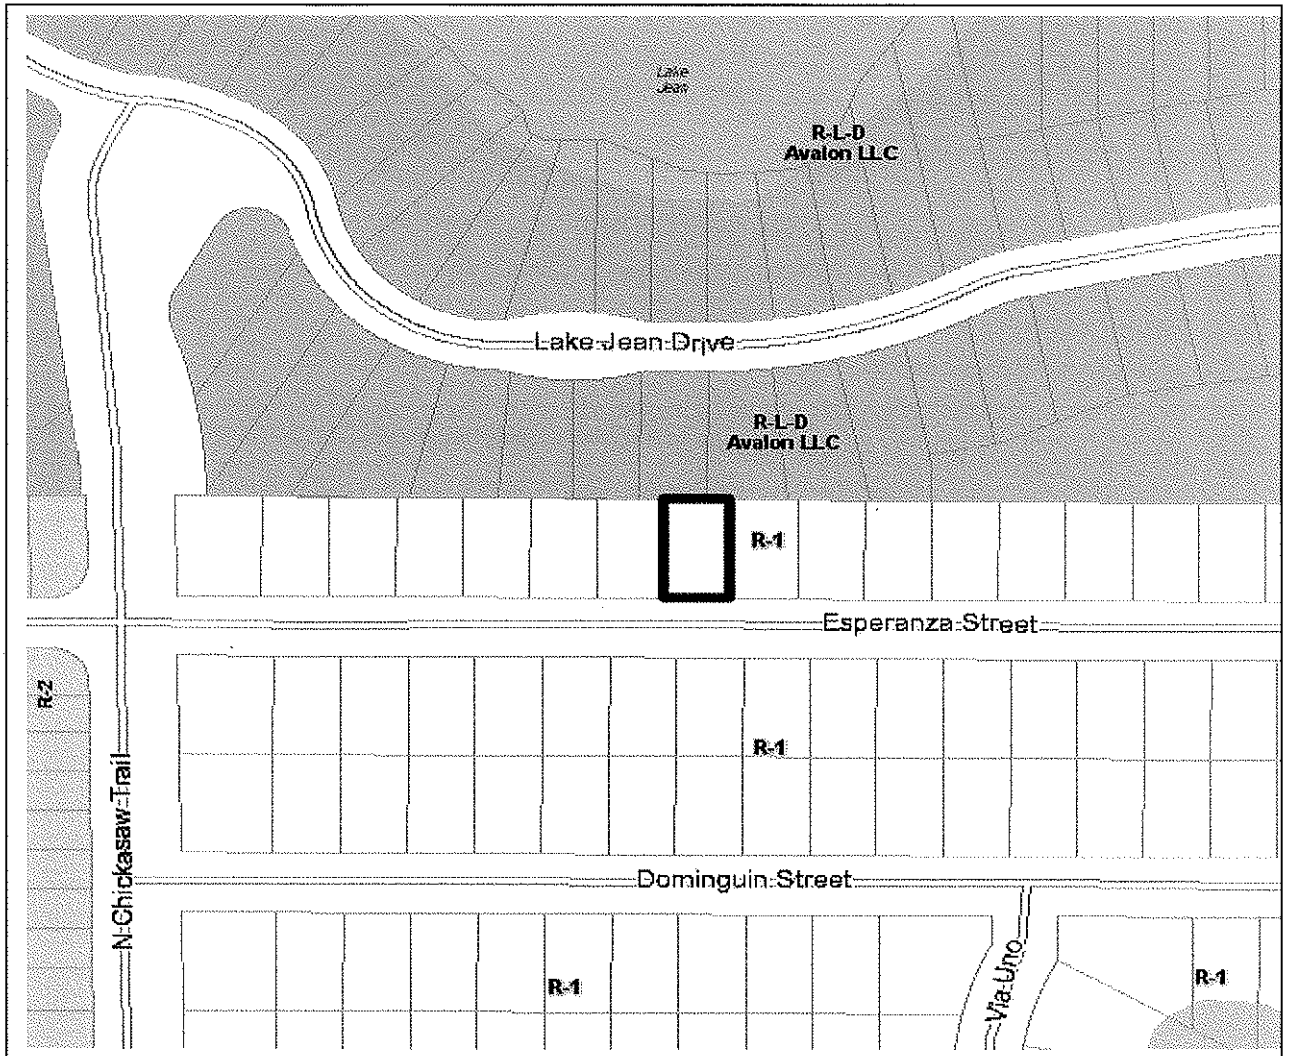 Lake
Jean
R-L-D
Avalon LLC
Lake Jean Drive
R-L-D
Avalon LLC
R-1
Esperanza Street
R-2
R-1
N Chickasaw Trail
Dominguin Street
R-1
Via Uno
R-1